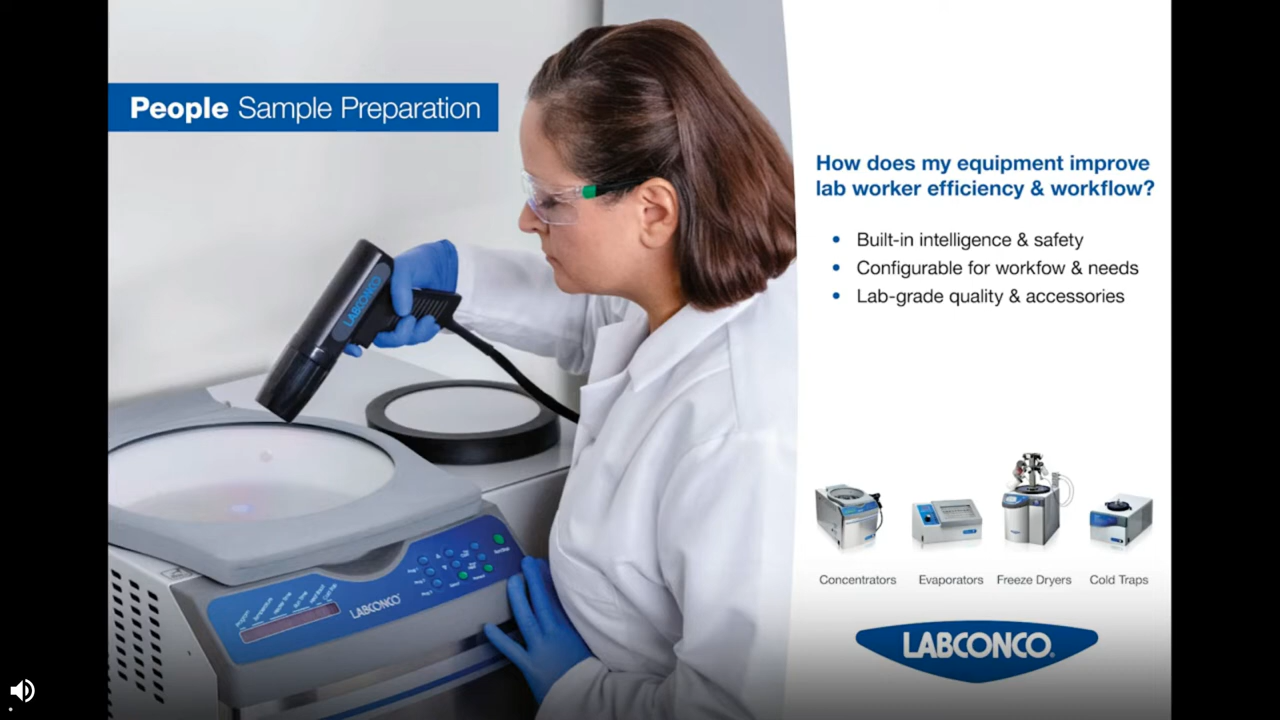 People Sample Preparation
How does my equipment improve
lab worker efficiency & workflow?
• Built-in intelligence & safety
• Configurable for workfow & needs
• Lab-grade quality & accessories
LABCONCO
LABCONCO
Concentrators Evaporators Freeze Dryers Cold Traps
LABCONCO®